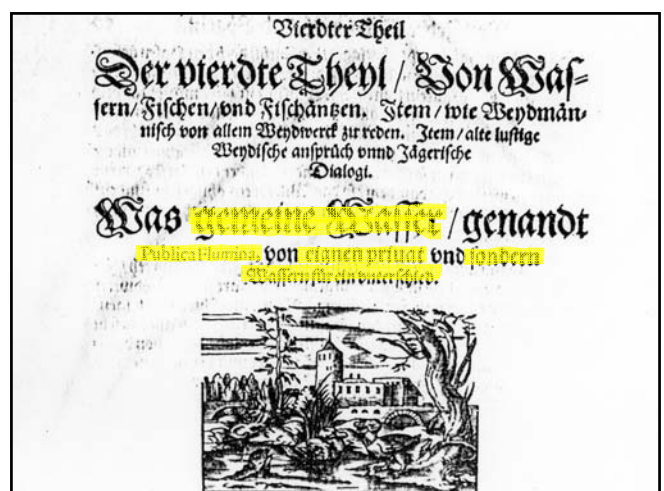 Vierdter Theil
Der vierdte Theyl / Von Was-
sern / Fischen / vnd Fischäntzen. Item / wie Weydmän-
nisch von allem Weydwerck zu reden. Item / alte lustige
Weydische ansprüch vnnd Jägerische
Dialogi.
Was gemeine Wasser / genandt
Publica Flumina, von eignen priuat vnd sondern
Wassern für ein vnterschied.